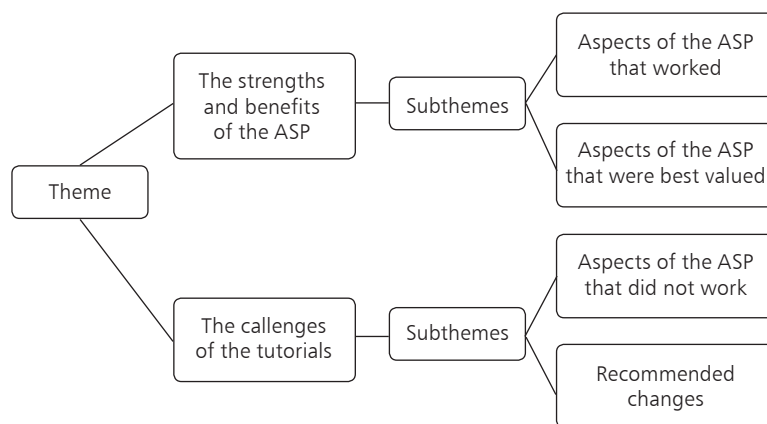 Theme
The strengths
and benefits
of the ASP
Subthemes
Aspects of the ASP
that worked
Aspects of the ASP
that were best valued
The callenges
of the tutorials
Subthemes
Aspects of the ASP
that did not work
Recommended
changes